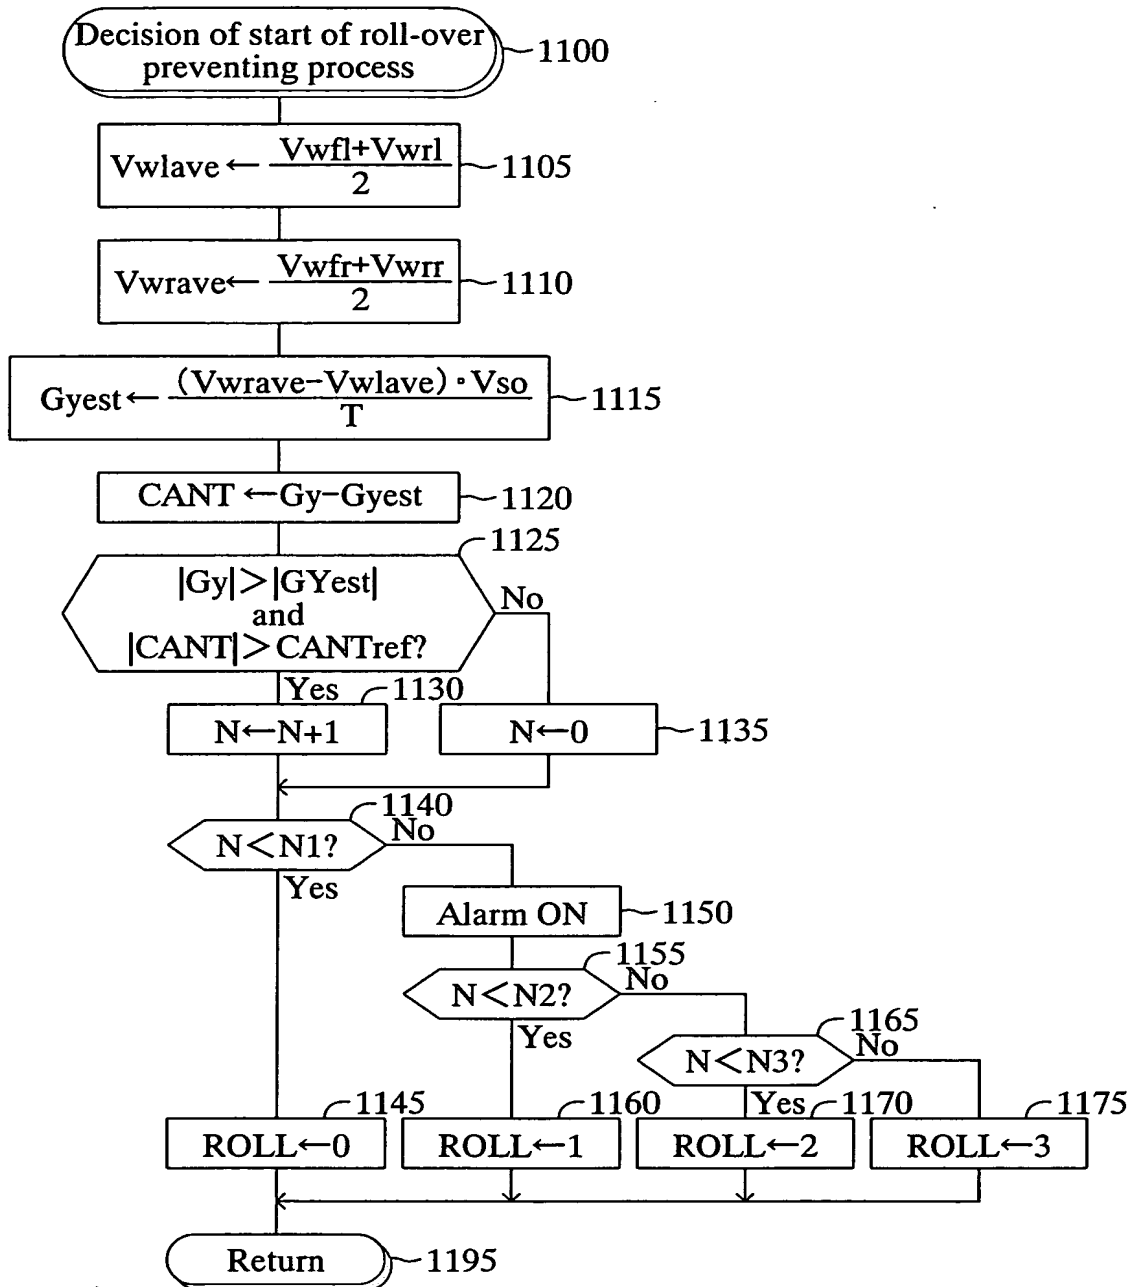 Decision of start of roll-over
preventing process
1100
Vwlave ← Vwfl+Vwrl
2
1105
Vwrave← Vwfr+Vwrr
2
1110
Gyest← (Vwrave-Vwlave)・Vso
T
1115
CANT ←Gy-Gyest
1120
1125
|Gy|>|GYest|
and
|CANT|>CANTref?
No
Yes
1130
N←N+1
N←0
1135
1140
N<N1?
No
Yes
Alarm ON
1150
1155
N<N2?
No
Yes
1165
N<N3?
No
Yes
1145
ROLL←0
1160
ROLL←1
1170
ROLL←2
1175
ROLL←3
Return
1195